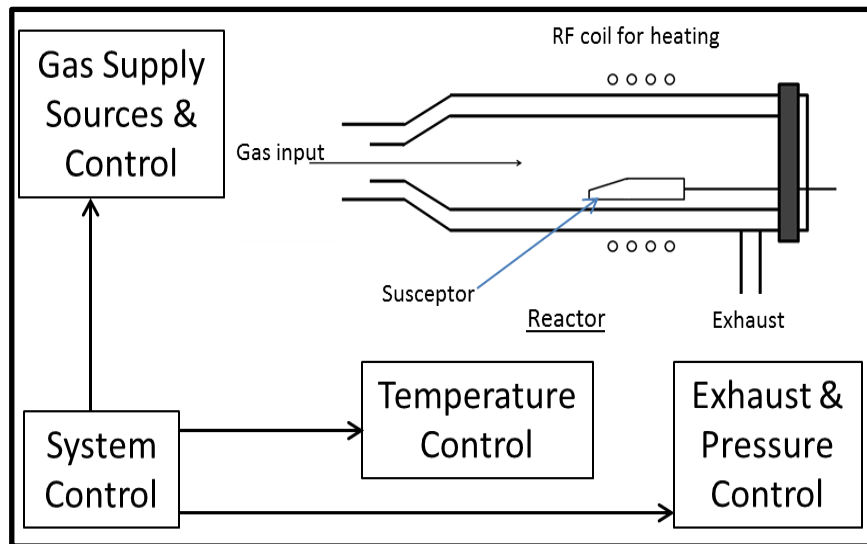 Gas Supply
Sources &
Control
RF coil for heating
Gas input
Susceptor
Reactor
Exhaust
System
Control
Temperature
Control
Exhaust &
Pressure
Control